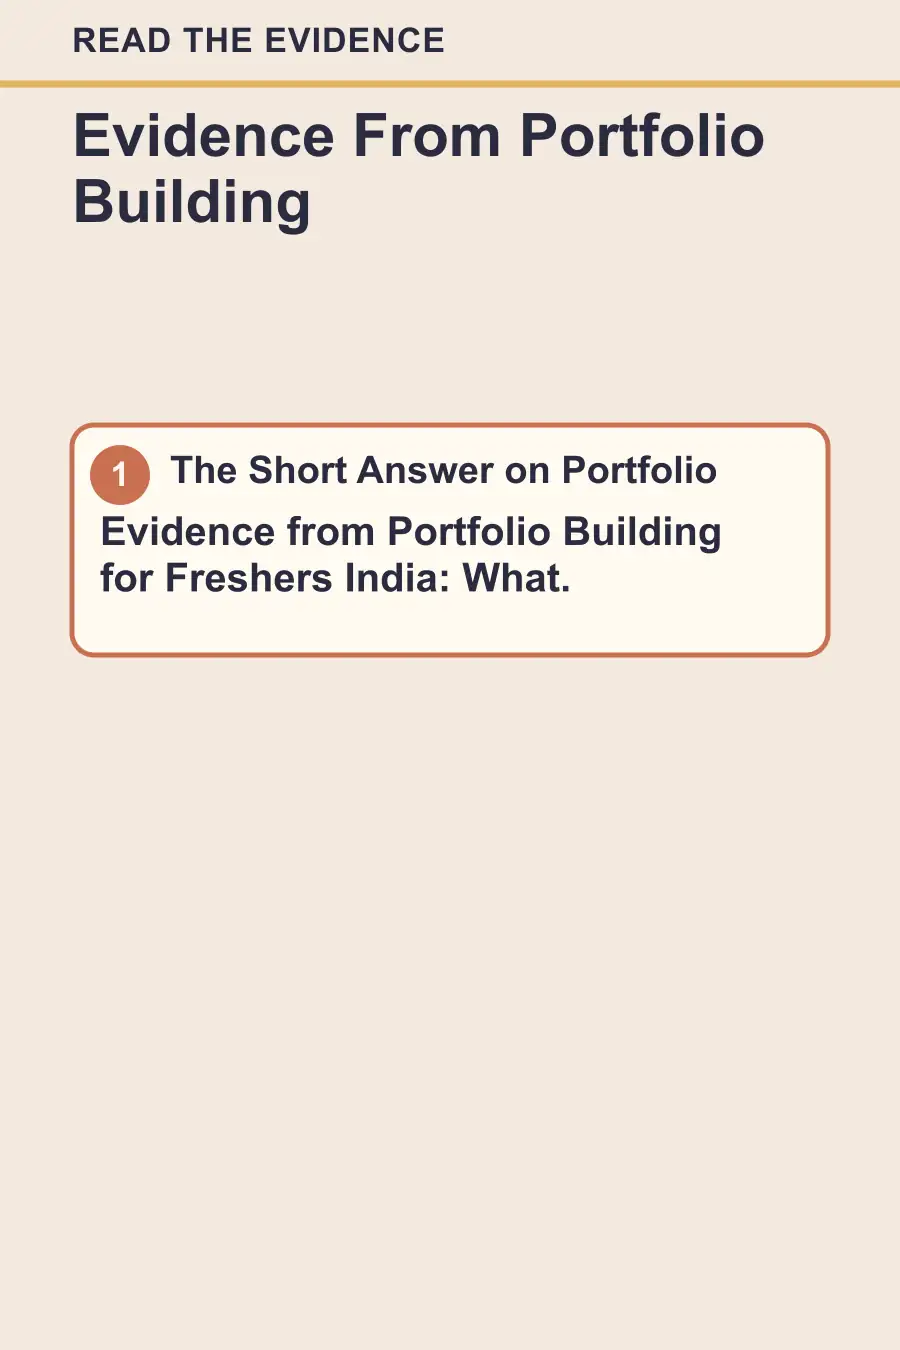 READ THE EVIDENCE
Evidence From Portfolio
Building
1 The Short Answer on Portfolio
Evidence from Portfolio Building
for Freshers India: What.